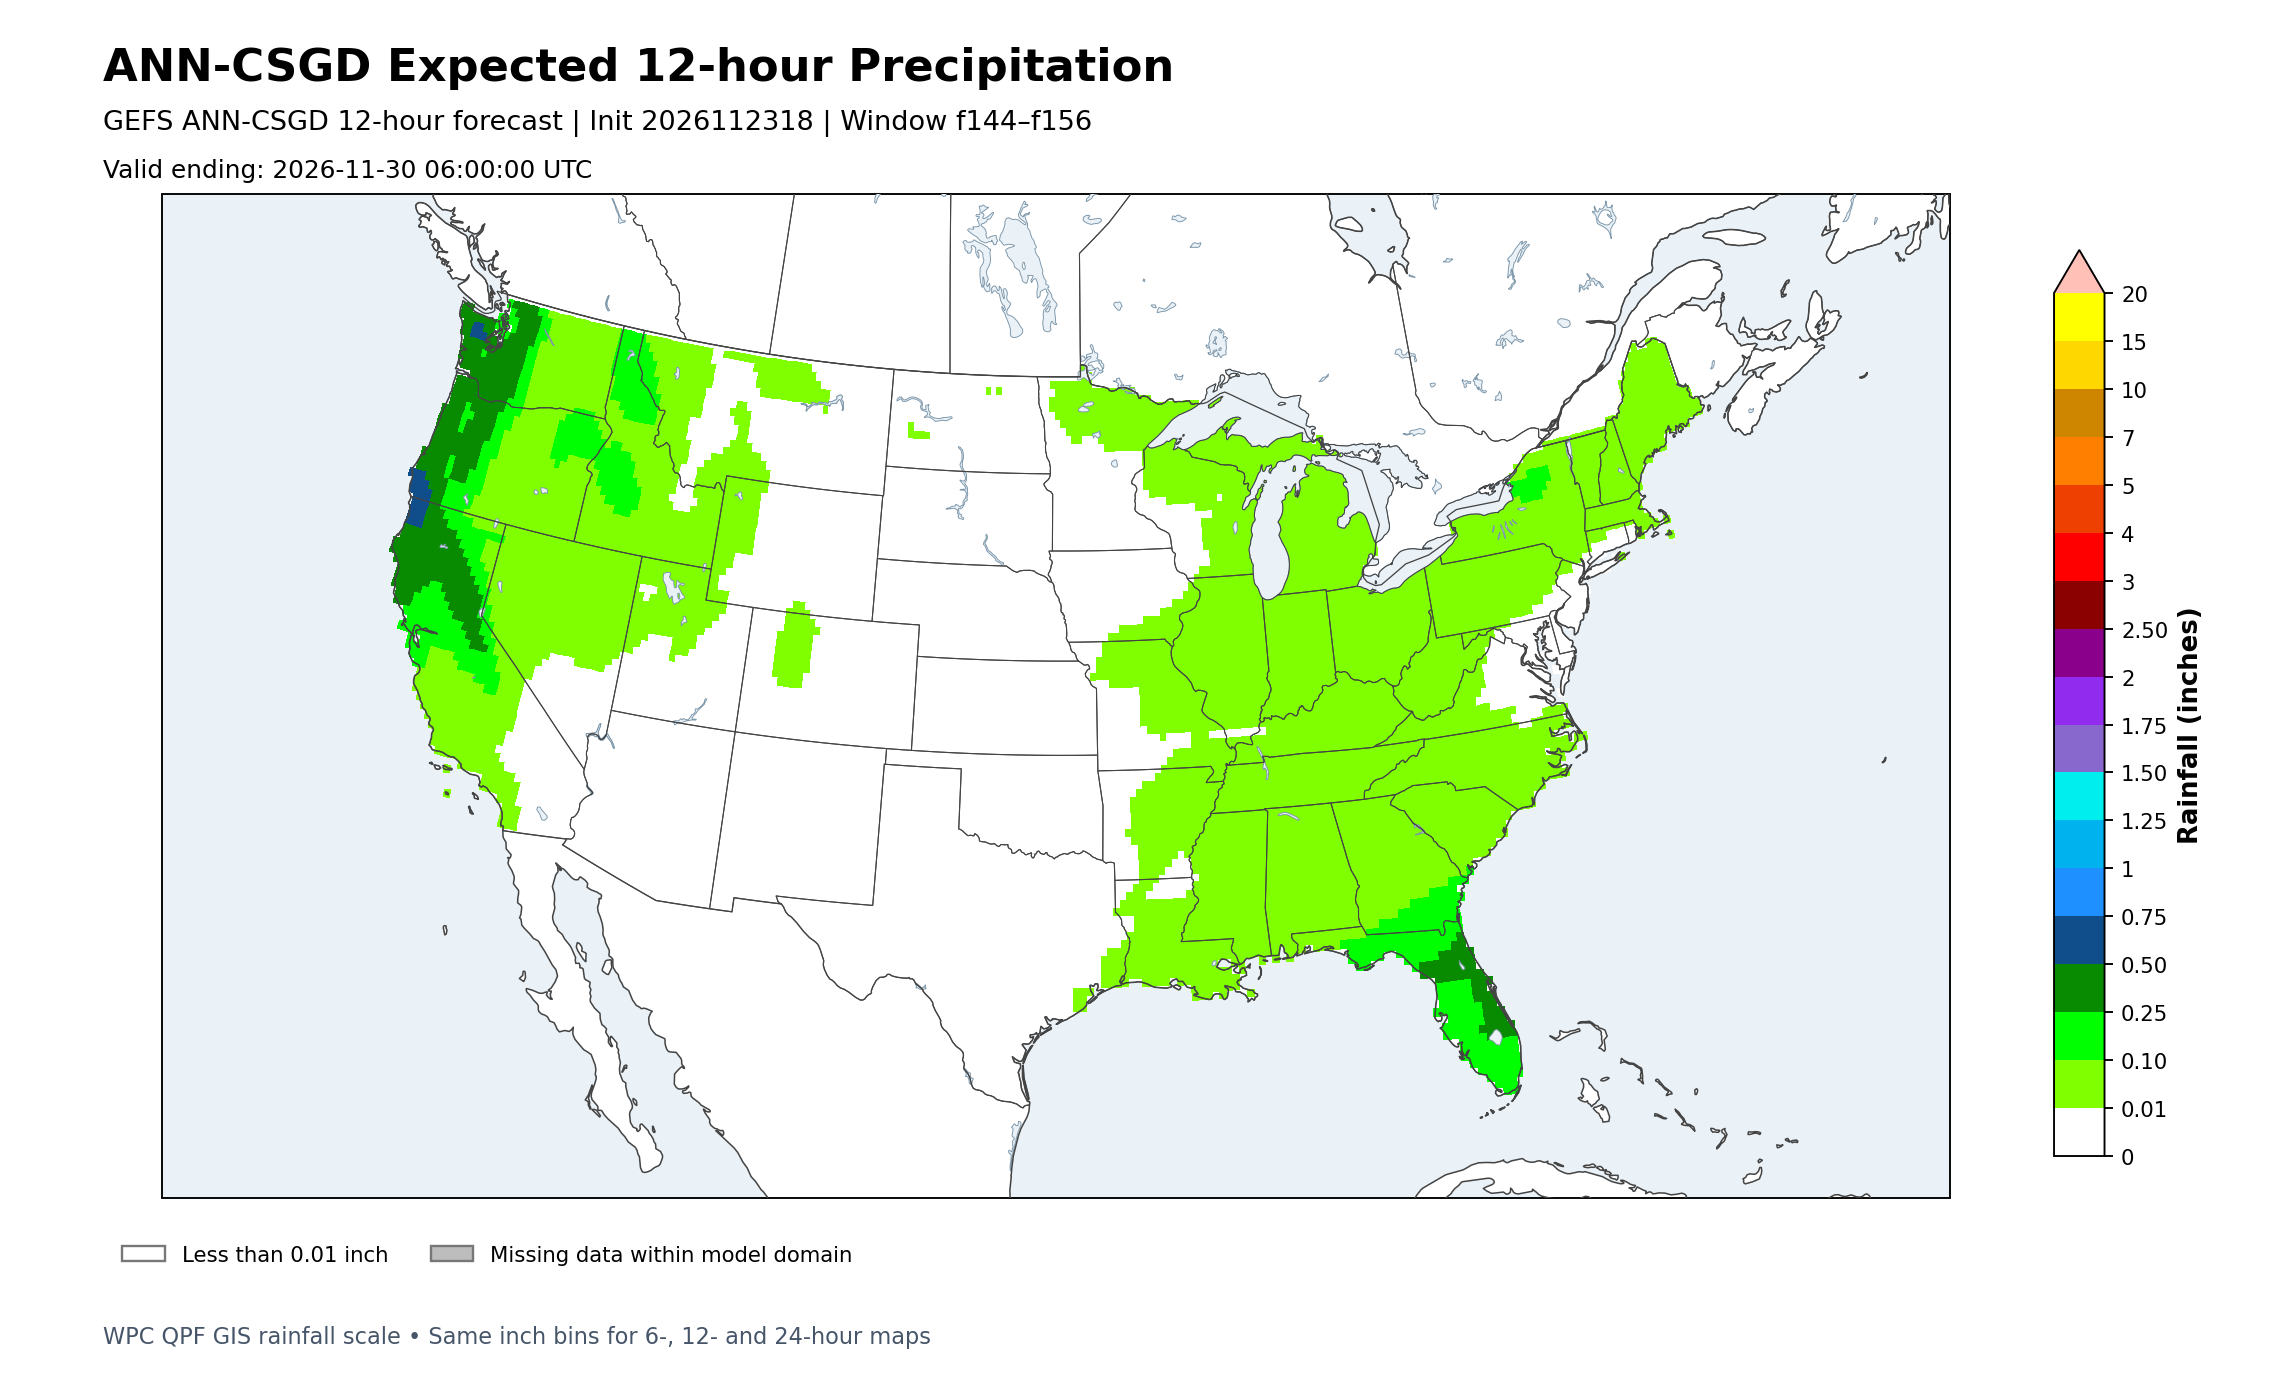 ANN-CSGD Expected 12-hour Precipitation
GEFS ANN-CSGD 12-hour forecast | Init 2026112318 | Window f144–f156
Valid ending: 2026-11-30 06:00:00 UTC
20
15
10
7
5
4
3
2.50
2
1.75
1.50
1.25
1
0.75
0.50
0.25
0.10
0.01
0
Rainfall (inches)
Less than 0.01 inch
Missing data within model domain
WPC QPF GIS rainfall scale • Same inch bins for 6-, 12- and 24-hour maps